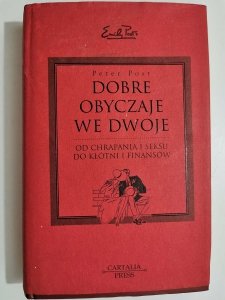 Emily Post's
Peter Post
DOBRE
OBYCZAJE
WE DWOJE
OD CHRAPANIA I SEKSU
DO KŁÓTNI I FINANSÓW
CARTALIA
PRESS